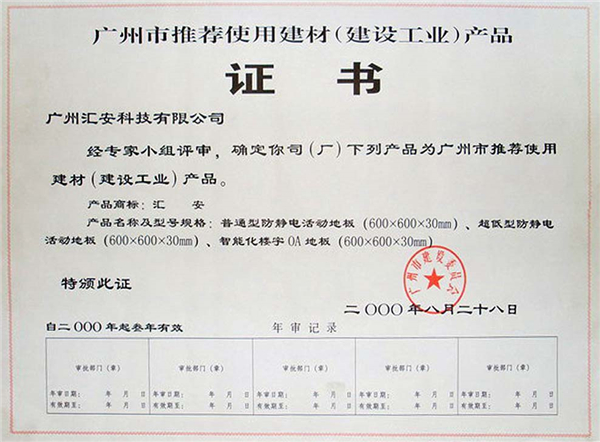 广州市推荐使用建材(建设工业)产品
证书
广州汇安科技有限公司
经专家小组评审，确定你司(厂)下列产品为广州市推荐使用
建材(建设工业)产品。
产品商标：汇 安
产品名称及型号规格：普通型防静电活动地板(600×600×30mm)、超低型防静电
活动地板(600×600×30mm)、智能化楼宇OA地板(600×600×30mm)
广州市建设委员会
特颁此证
二〇〇〇年八月二十八日
自二〇〇〇年起叁年有效 年审记录
审批部门(章) 审批部门(章) 审批部门(章) 审批部门(章) 审批部门(章)
年审日期： 年 月 日 年审日期： 年 月 日 年审日期： 年 月 日 年审日期： 年 月 日 年审日期： 年 月 日
有效期至： 年 月 日 有效期至： 年 月 日 有效期至： 年 月 日 有效期至： 年 月 日 有效期至： 年 月 日